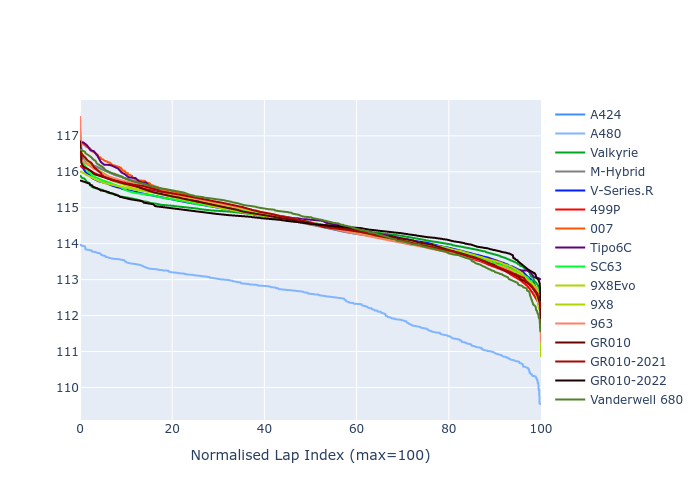 117
116
115
114
113
112
111
110
0 20 40 60 80 100
Normalised Lap Index (max=100)
A424
A480
Valkyrie
M-Hybrid
V-Series.R
499P
007
Tipo6C
SC63
9X8Evo
9X8
963
GR010
GR010-2021
GR010-2022
Vanderwell 680